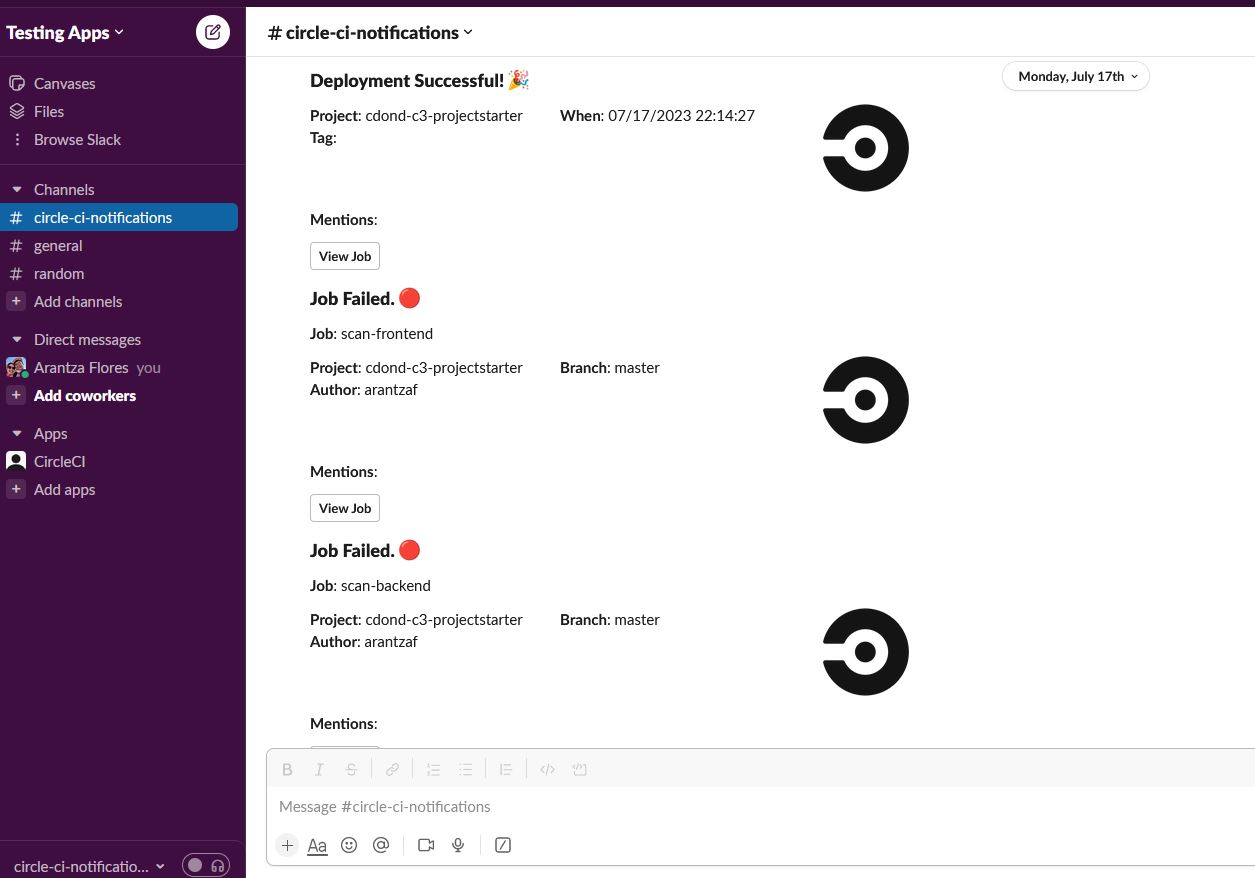 Testing Apps
Canvases
Files
Browse Slack
Channels
# circle-ci-notifications
# general
# random
+ Add channels
Direct messages
Arantza Flores you
+ Add coworkers
Apps
CircleCI
+ Add apps
circle-ci-notificatio...
# circle-ci-notifications
Monday, July 17th
Deployment Successful! 🎉
Project: cdond-c3-projectstarter When: 07/17/2023 22:14:27
Tag:
Mentions:
View Job
Job Failed. 🔴
Job: scan-frontend
Project: cdond-c3-projectstarter Branch: master
Author: arantzaf
Mentions:
View Job
Job Failed. 🔴
Job: scan-backend
Project: cdond-c3-projectstarter Branch: master
Author: arantzaf
Mentions:
B I S
Message #circle-ci-notifications
+ Aa @